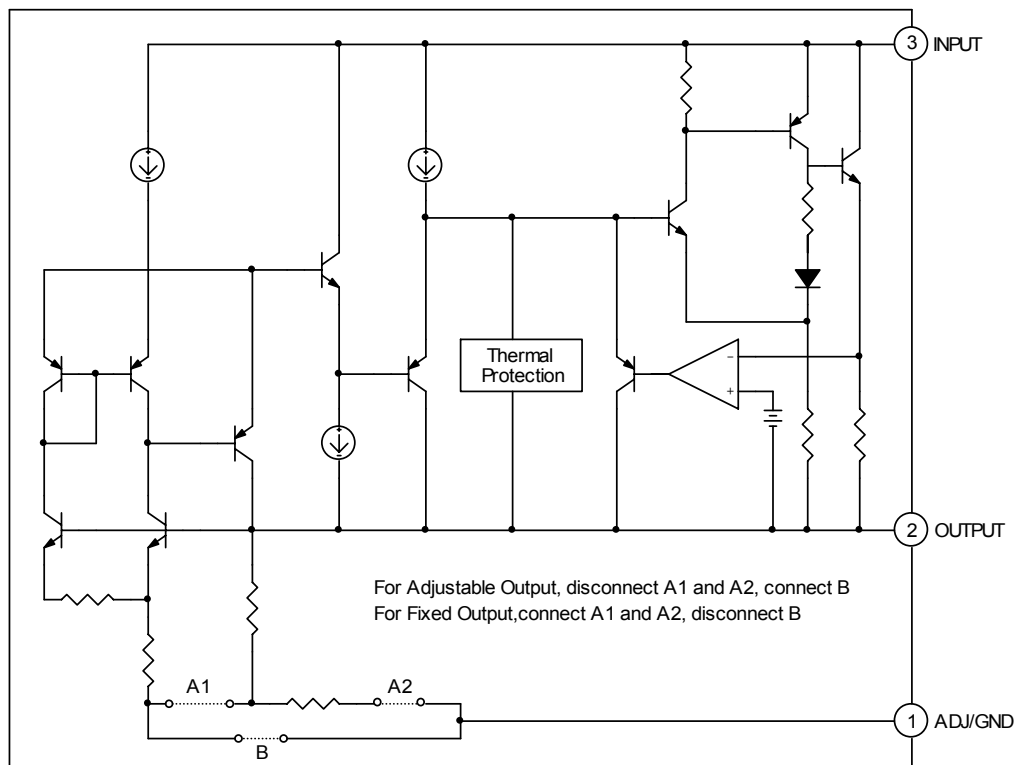 3 INPUT
Thermal
Protection
−
+
2 OUTPUT
For Adjustable Output, disconnect A1 and A2, connect B
For Fixed Output,connect A1 and A2, disconnect B
A1
A2
1 ADJ/GND
B